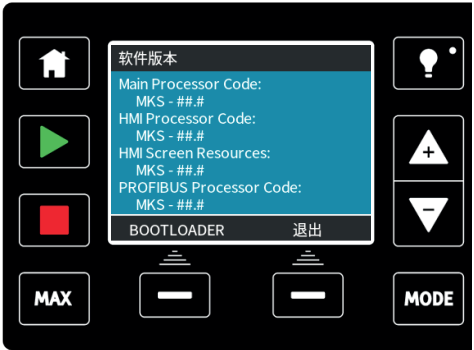 软件版本
Main Processor Code:
MKS - ##.#
HMI Processor Code:
MKS - ##.#
HMI Screen Resources:
MKS - ##.#
PROFIBUS Processor Code:
MKS - ##.#
BOOTLOADER 退出
MAX MODE